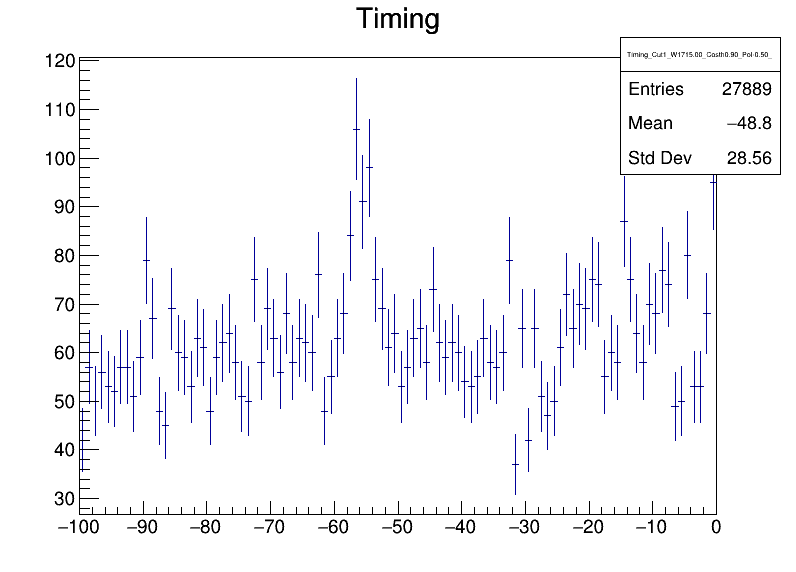 Timing
Timing_Cut1_W1715.00_Costh0.90_Pol-0.50_
Entries 27889
Mean −48.8
Std Dev 28.56
120
110
100
90
80
70
60
50
40
30
−100 −90 −80 −70 −60 −50 −40 −30 −20 −10 0